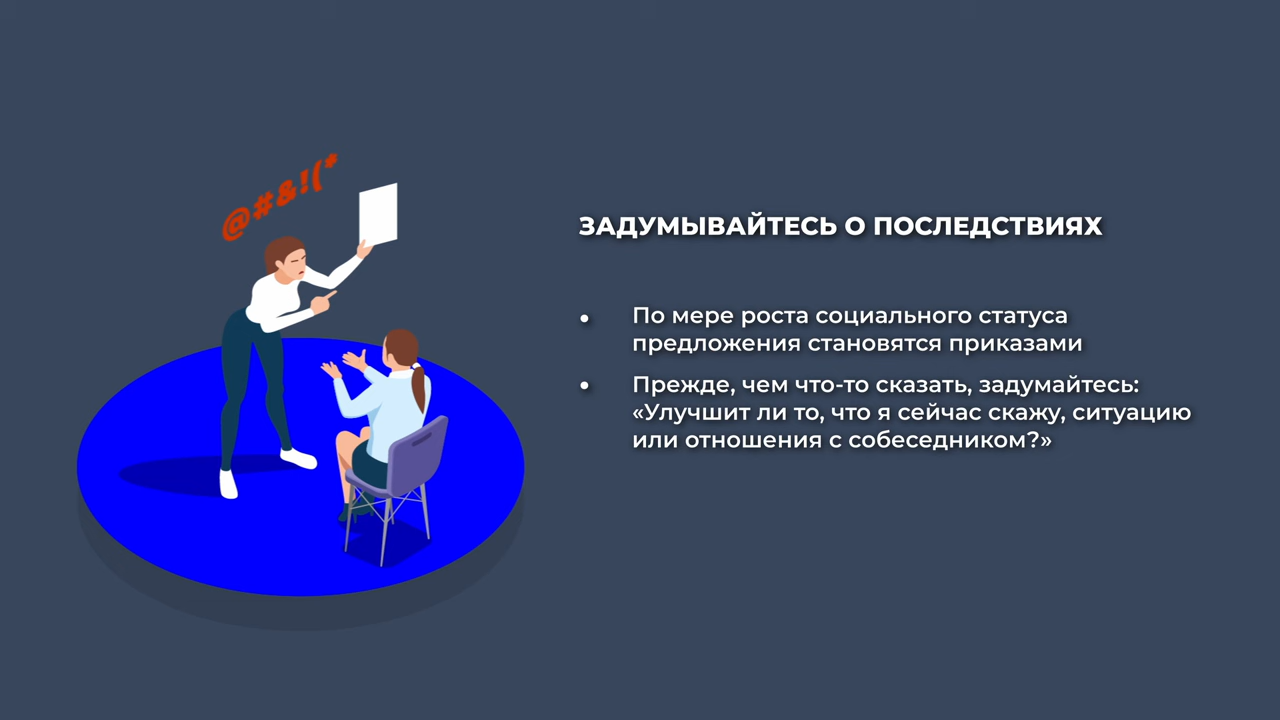 @#&!(*
ЗАДУМЫВАЙТЕСЬ О ПОСЛЕДСТВИЯХ
• По мере роста социального статуса
предложения становятся приказами
• Прежде, чем что-то сказать, задумайтесь:
«Улучшит ли то, что я сейчас скажу, ситуацию
или отношения с собеседником?»